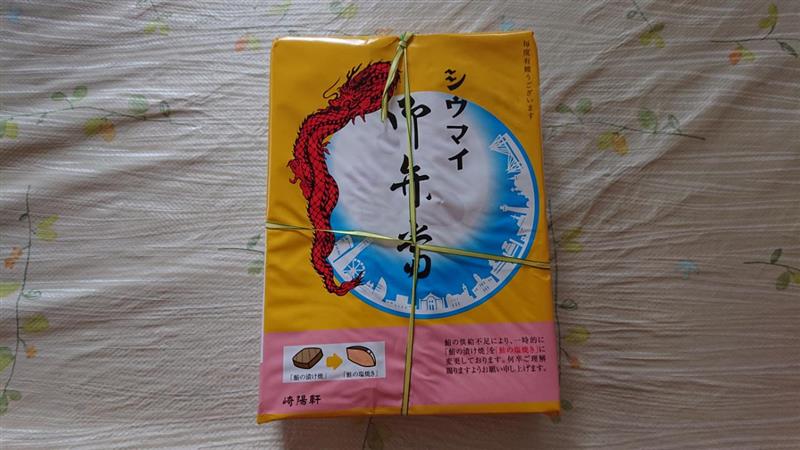 毎度有難うございます
シウマイ
御弁当
鮪の供給不足により、一時的に
「鮪の漬け焼」を「鮭の塩焼き」に
変更しております。何卒ご理解
賜りますようお願い申し上げます。
「鮪の漬け焼」
「鮭の塩焼き」
崎陽軒